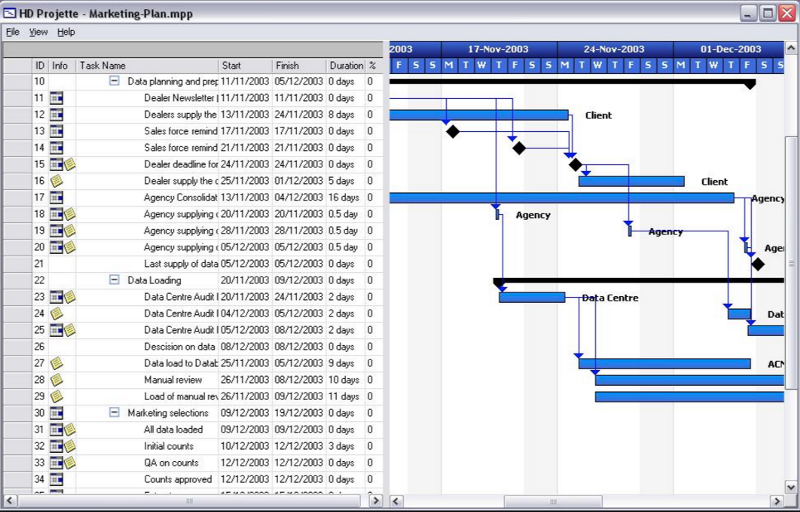 HD Projette - Marketing-Plan.mpp
File View Help
2003 17-Nov-2003 24-Nov-2003 01-Dec-2003
ID Info Task Name Start Finish Duration %
F S S M T W T F S S M T W T F S S M T W T F S S
10 Data planning and prep 11/11/2003 05/12/2003 0 days 0
11 Dealer Newsletter 11/11/2003 11/11/2003 0 days 0
12 Dealers supply the 13/11/2003 24/11/2003 8 days 0 Client
13 Sales force remind 17/11/2003 17/11/2003 0 days 0
14 Sales force remind 21/11/2003 21/11/2003 0 days 0
15 Dealer deadline for 24/11/2003 24/11/2003 0 days 0
16 Dealer supply the c 25/11/2003 01/12/2003 5 days 0 Client
17 Agency Consolidat 13/11/2003 04/12/2003 16 days 0 Agency
18 Agency supplying c 20/11/2003 20/11/2003 0.5 day 0 Agency
19 Agency supplying c 28/11/2003 28/11/2003 0.5 day 0 Agency
20 Agency supplying c 05/12/2003 05/12/2003 0.5 day 0 Age
21 Last supply of data 05/12/2003 05/12/2003 0 days 0
22 Data Loading 20/11/2003 09/12/2003 0 days 0
23 Data Centre Audit 20/11/2003 24/11/2003 2 days 0 Data Centre
24 Data Centre Audit 04/12/2003 05/12/2003 2 days 0 Dat
25 Data Centre Audit 05/12/2003 08/12/2003 2 days 0
26 Descision on data 08/12/2003 08/12/2003 0 days 0
27 Data load to Datab 25/11/2003 05/12/2003 9 days 0 ACN
28 Manual review 26/11/2003 08/12/2003 10 days 0
29 Load of manual rev 26/11/2003 09/12/2003 11 days 0
30 Marketing selections 09/12/2003 19/12/2003 0 days 0
31 All data loaded 09/12/2003 09/12/2003 0 days 0
32 Initial counts 10/12/2003 12/12/2003 3 days 0
33 QA on counts 12/12/2003 12/12/2003 0 days 0
34 Counts approved 12/12/2003 12/12/2003 0 days 0